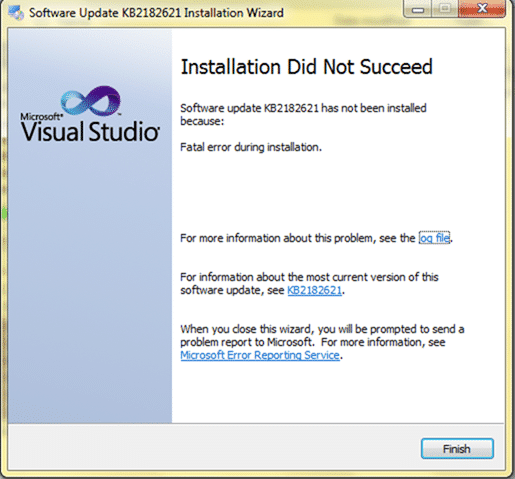 Software Update KB2182621 Installation Wizard
Installation Did Not Succeed
Software update KB2182621 has not been installed
because:
Fatal error during installation.
Microsoft®
Visual Studio
For more information about this problem, see the log file.
For information about the most current version of this
software update, see KB2182621.
When you close this wizard, you will be prompted to send a
problem report to Microsoft. For more information, see
Microsoft Error Reporting Service.
Finish